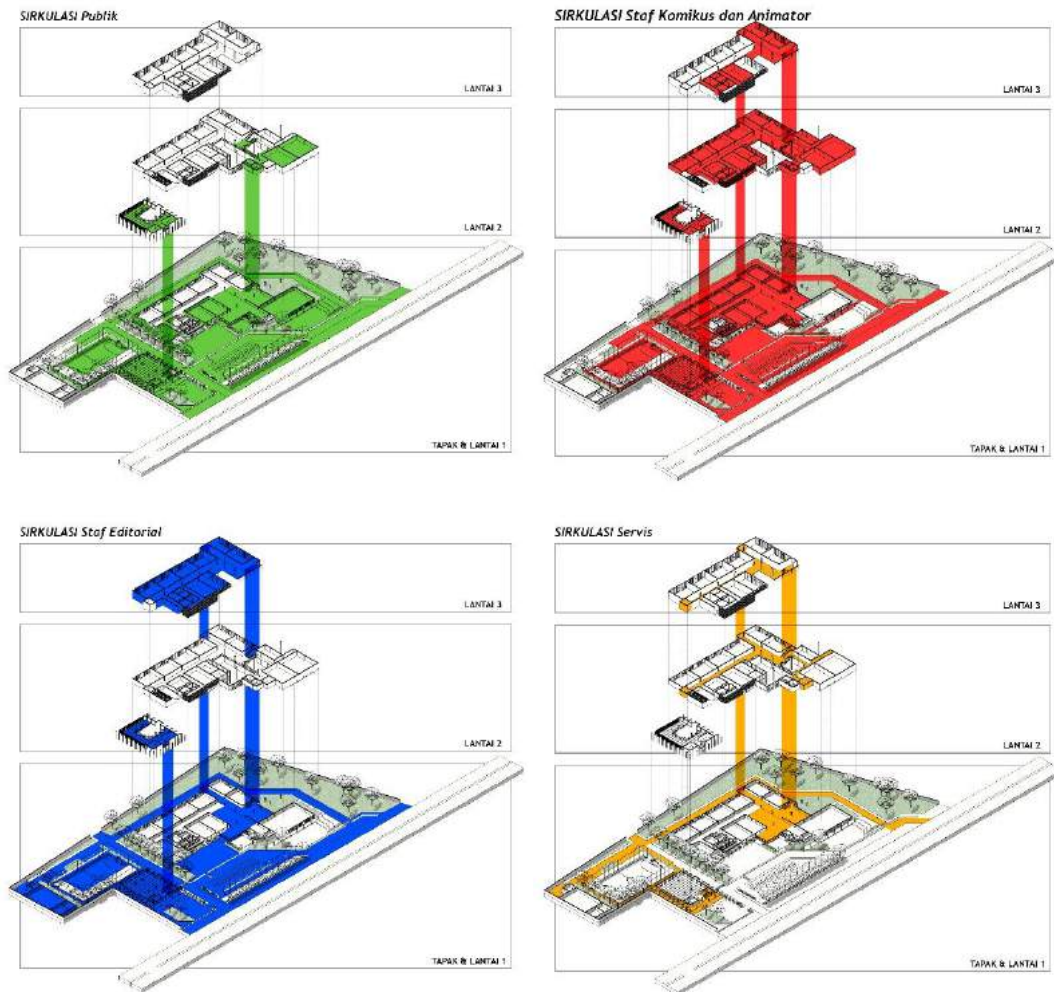 SIRKULASI Publik
LANTAI 3
LANTAI 2
TAPAK & LANTAI 1
SIRKULASI Staf Komikus dan Animator
LANTAI 3
LANTAI 2
TAPAK & LANTAI 1
SIRKULASI Staf Editorial
LANTAI 3
LANTAI 2
TAPAK & LANTAI 1
SIRKULASI Servis
LANTAI 3
LANTAI 2
TAPAK & LANTAI 1